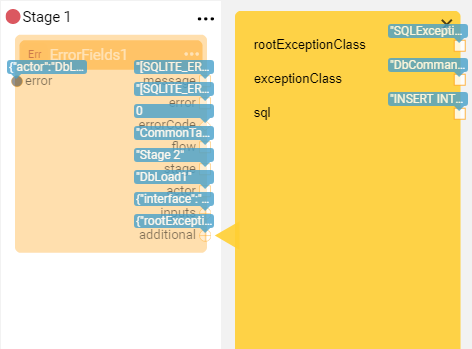 Stage 1
Err ErrorFields1
{"actor":"DbL...
error
"[SQLITE_ER...
message
"[SQLITE_ER...
error
0
errorCode
"CommonTa...
flow
"Stage 2"
stage
"DbLoad1"
actor
{"interface":"...
inputs
{"rootExcepti...
additional
"SQLExcepti...
rootExceptionClass
"DbComman...
exceptionClass
"INSERT INT...
sql